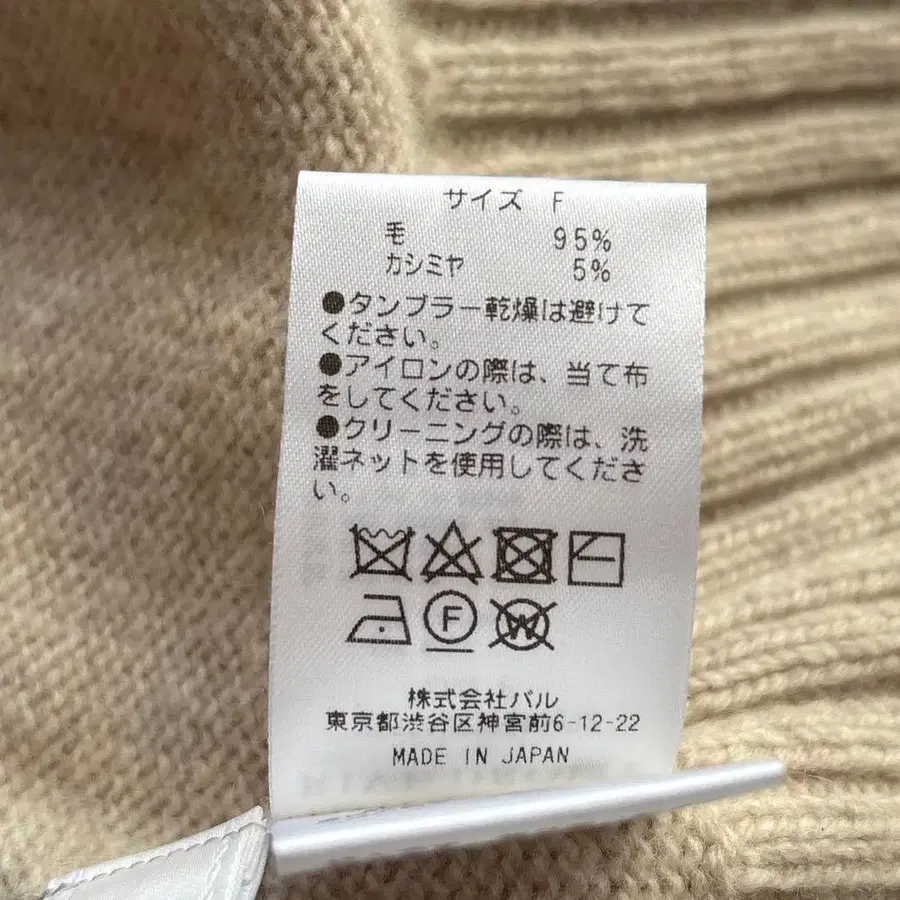 サイズ F
毛 95%
カシミヤ 5%
●タンブラー乾燥は避けて
ください。
●アイロンの際は、当て布
をしてください。
●クリーニングの際は、洗
濯ネットを使用してくださ
い。
F W
株式会社バル
東京都渋谷区神宮前6-12-22
MADE IN JAPAN